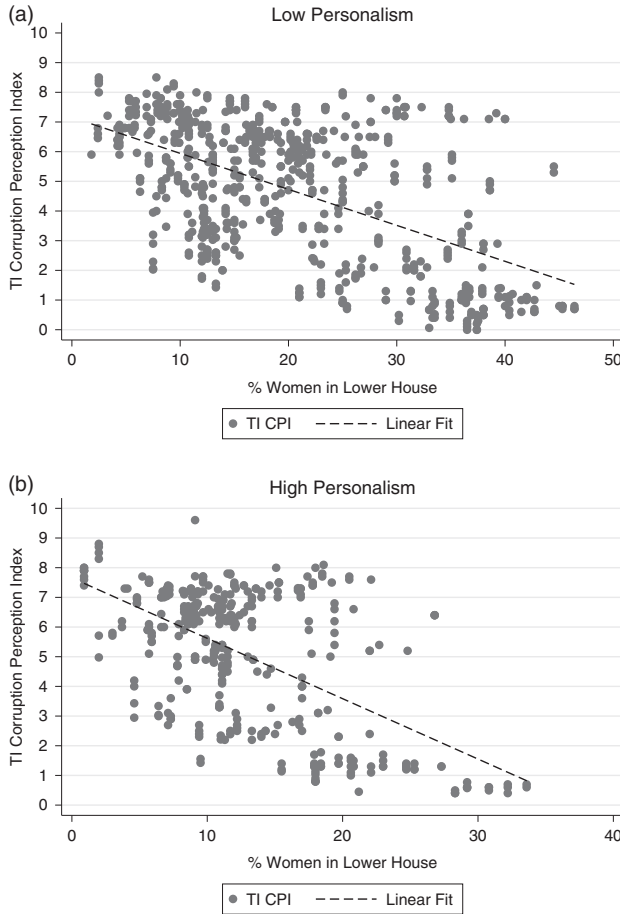 (a)
Low Personalism
TI Corruption Perception Index
10
9
8
7
6
5
4
3
2
1
0
0 10 20 30 40 50
% Women in Lower House
TI CPI Linear Fit
(b)
High Personalism
TI Corruption Perception Index
10
9
8
7
6
5
4
3
2
1
0
0 10 20 30 40
% Women in Lower House
TI CPI Linear Fit